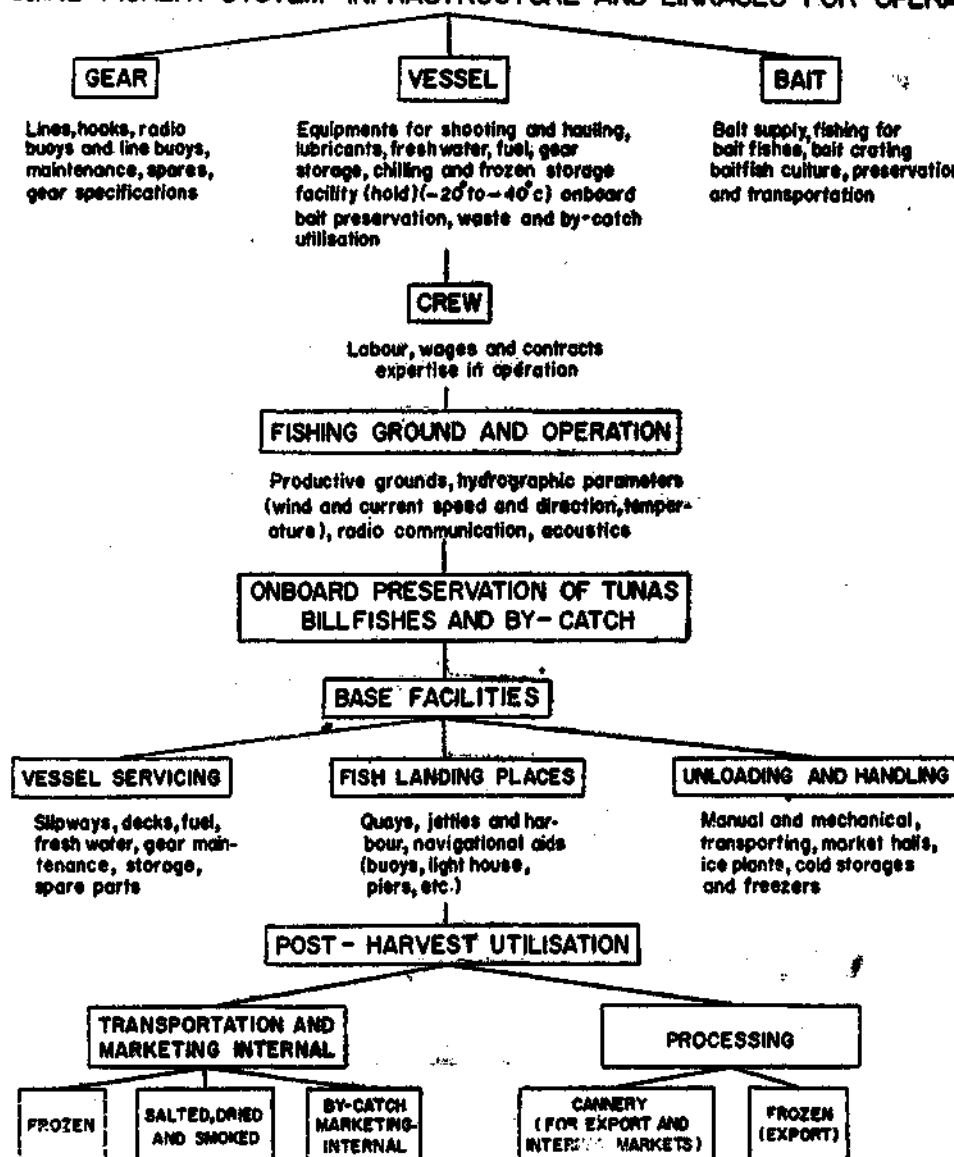 FISHERY SYSTEM: INFRASTRUCTURE AND LINKAGES FOR OPERA
GEAR
Lines, hooks, radio
buoys and line buoys,
maintenance, spares,
gear specifications
VESSEL
Equipments for shooting and hauling,
lubricants, fresh water, fuel, gear
storage, chilling and frozen storage
facility (hold) (-20° to -40°c) onboard
bait preservation, waste and by-catch
utilisation
BAIT
Bait supply, fishing for
bait fishes, bait crating
baitfish culture, preservation
and transportation
CREW
Labour, wages and contracts
expertise in operation
FISHING GROUND AND OPERATION
Productive grounds, hydrographic parameters
(wind and current speed and direction, temper-
ature), radio communication, acoustics
ONBOARD PRESERVATION OF TUNAS
BILLFISHES AND BY-CATCH
BASE FACILITIES
VESSEL SERVICING
Slipways, decks, fuel,
fresh water, gear main-
tenance, storage,
spare parts
FISH LANDING PLACES
Quays, jetties and har-
bour, navigational aids
(buoys, light house,
piers, etc.)
UNLOADING AND HANDLING
Manual and mechanical,
transporting, market halls,
ice plants, cold storages
and freezers
POST-HARVEST UTILISATION
TRANSPORTATION AND
MARKETING INTERNAL
FROZEN
SALTED, DRIED
AND SMOKED
BY-CATCH
MARKETING-
INTERNAL
PROCESSING
CANNERY
(FOR EXPORT AND
MARKETS)
FROZEN
(EXPORT)